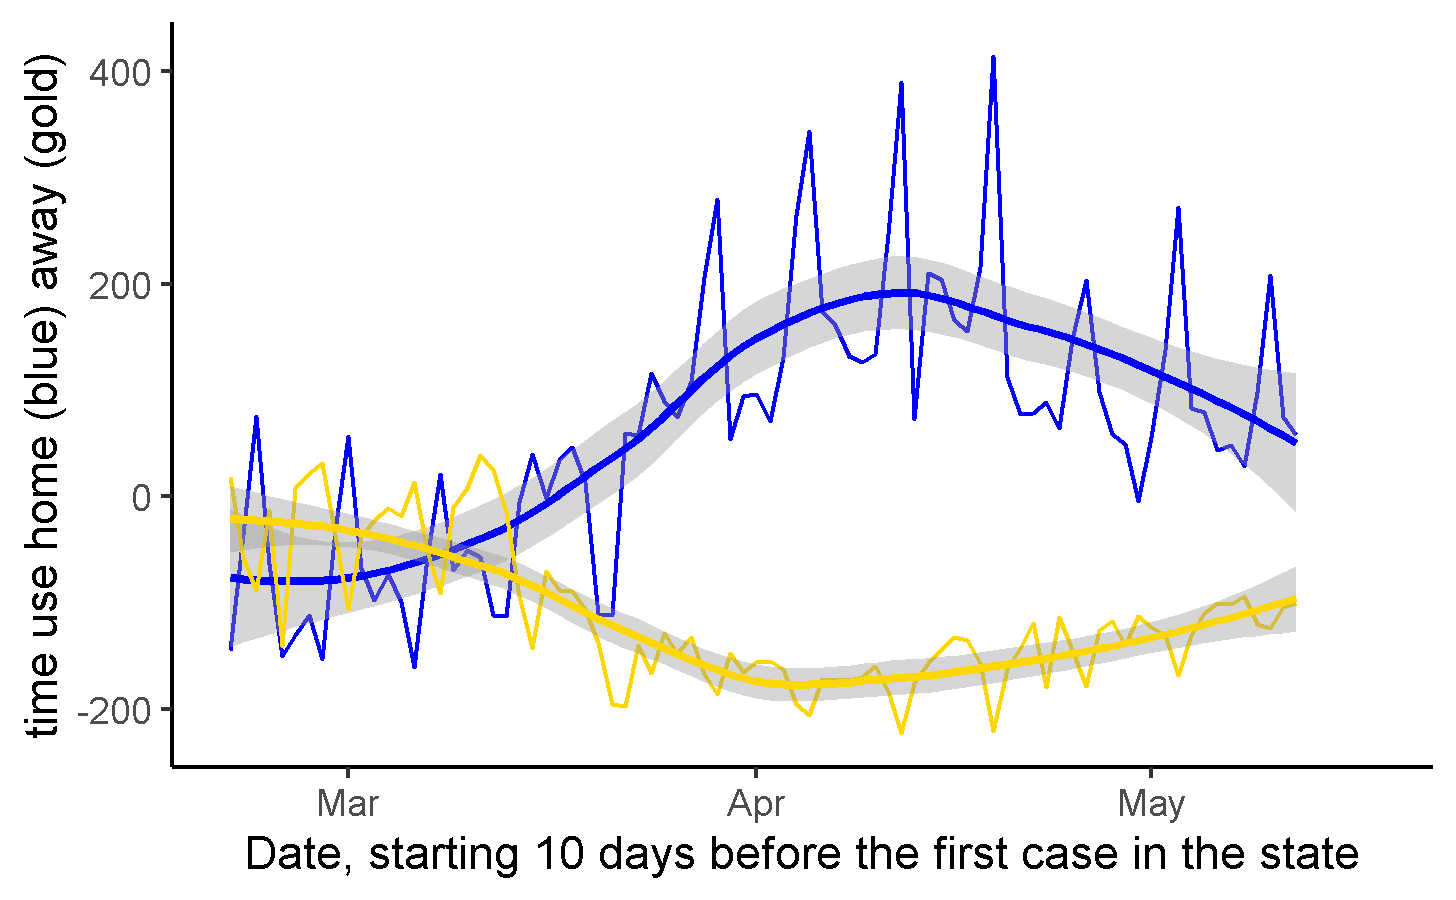 time use home (blue) away (gold)
400
200
0
-200
Mar
Apr
May
Date, starting 10 days before the first case in the state